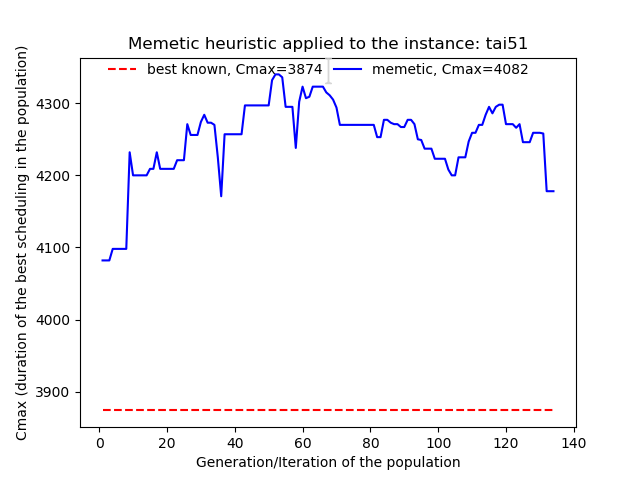 Memetic heuristic applied to the instance: tai51
best known, Cmax=3874 memetic, Cmax=4082
Cmax (duration of the best scheduling in the population)
4300
4200
4100
4000
3900
0 20 40 60 80 100 120 140
Generation/Iteration of the population